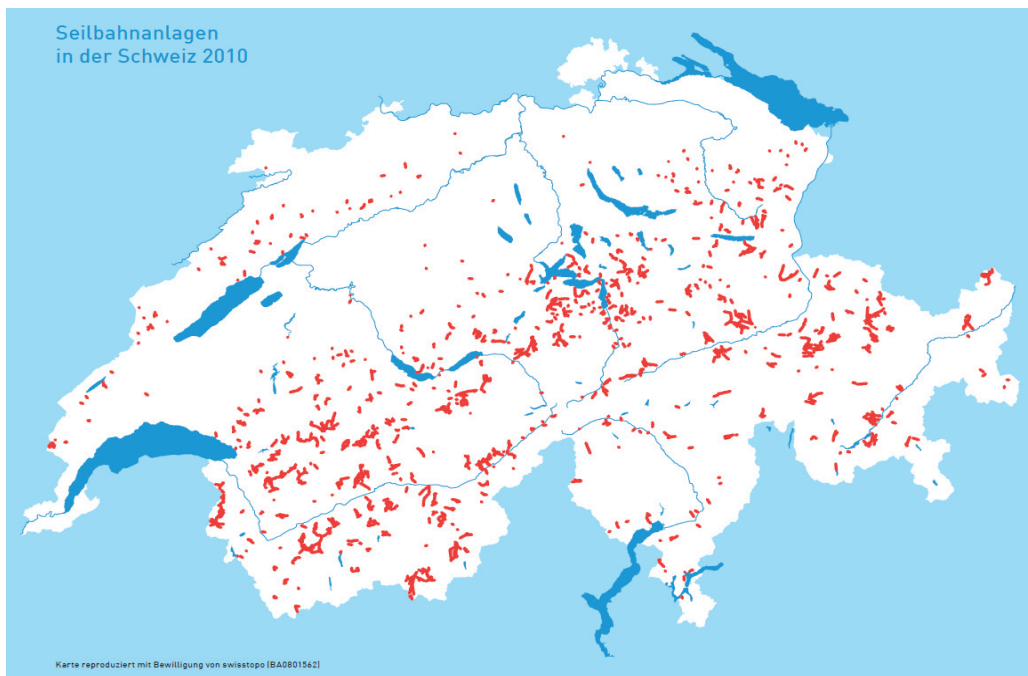 Seilbahnanlagen
in der Schweiz 2010
Karte reproduziert mit Bewilligung von swisstopo (BA0801562)